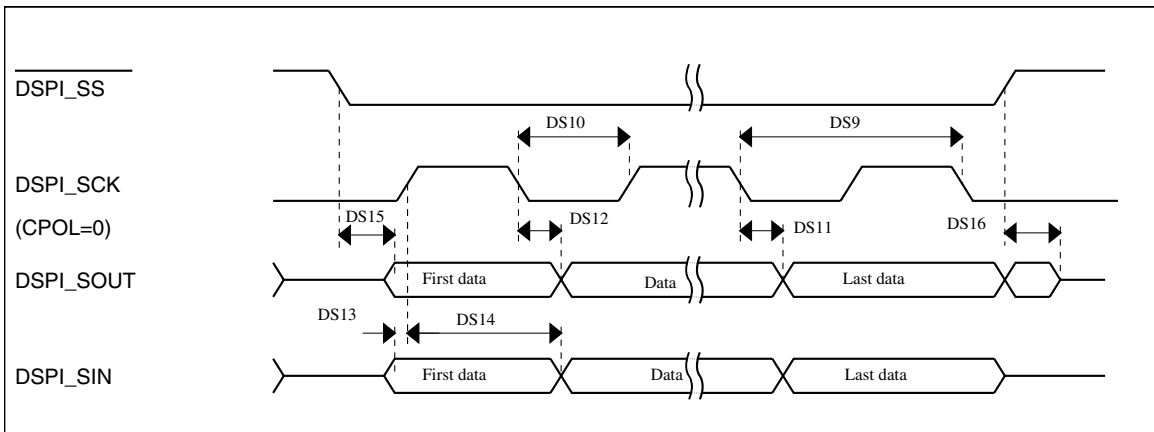 DSPI_SS
DS10
DS9
DSPI_SCK
(CPOL=0)
DS15
DS12
DS11
DS16
DSPI_SOUT
First data
Data
Last data
DS13
DS14
DSPI_SIN
First data
Data
Last data